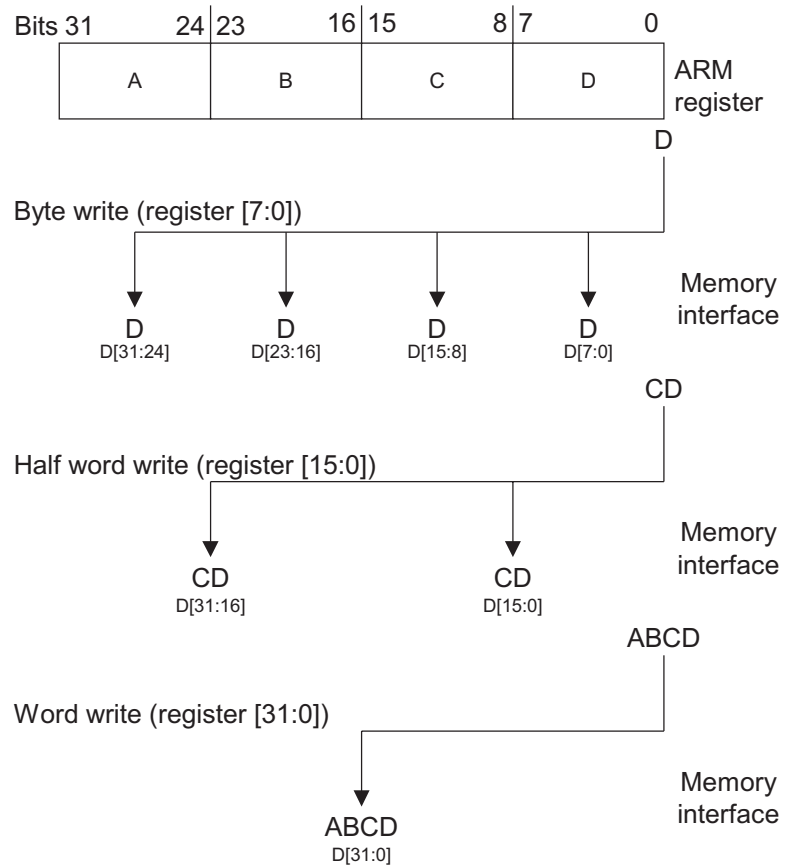 Bits 31 24 23 16 15 8 7 0
A B C D
ARM
register
D
Byte write (register [7:0])
Memory
interface
D D D D
D[31:24] D[23:16] D[15:8] D[7:0]
CD
Half word write (register [15:0])
Memory
interface
CD CD
D[31:16] D[15:0]
ABCD
Word write (register [31:0])
Memory
interface
ABCD
D[31:0]